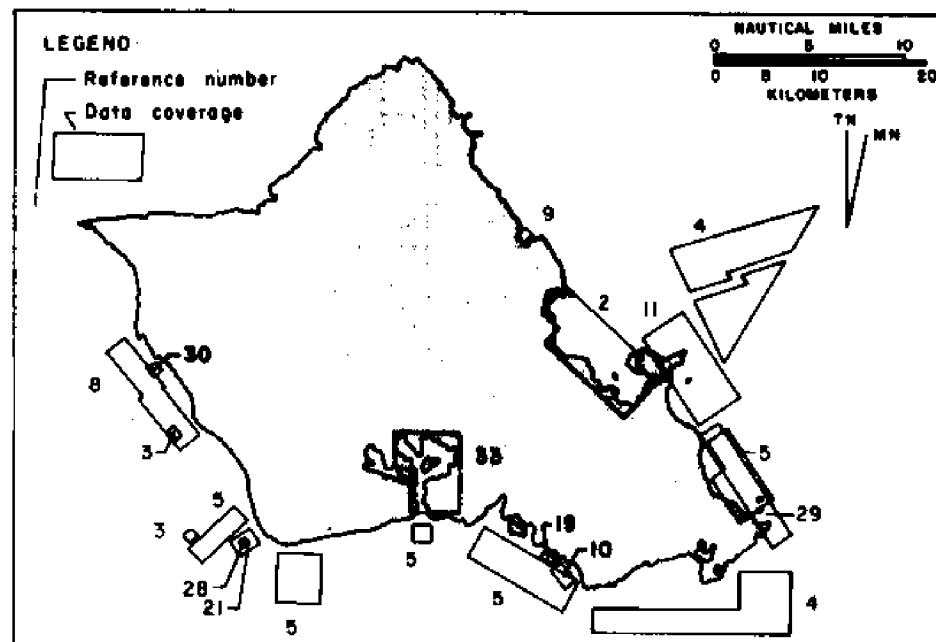 LEGEND
Reference number
Data coverage
NAUTICAL MILES
0 5 10
0 5 10 20
KILOMETERS
TN
MN
9
4
2
11
30
8
3
33
5
29
5
3
19
10
28
21
5
5
5
4